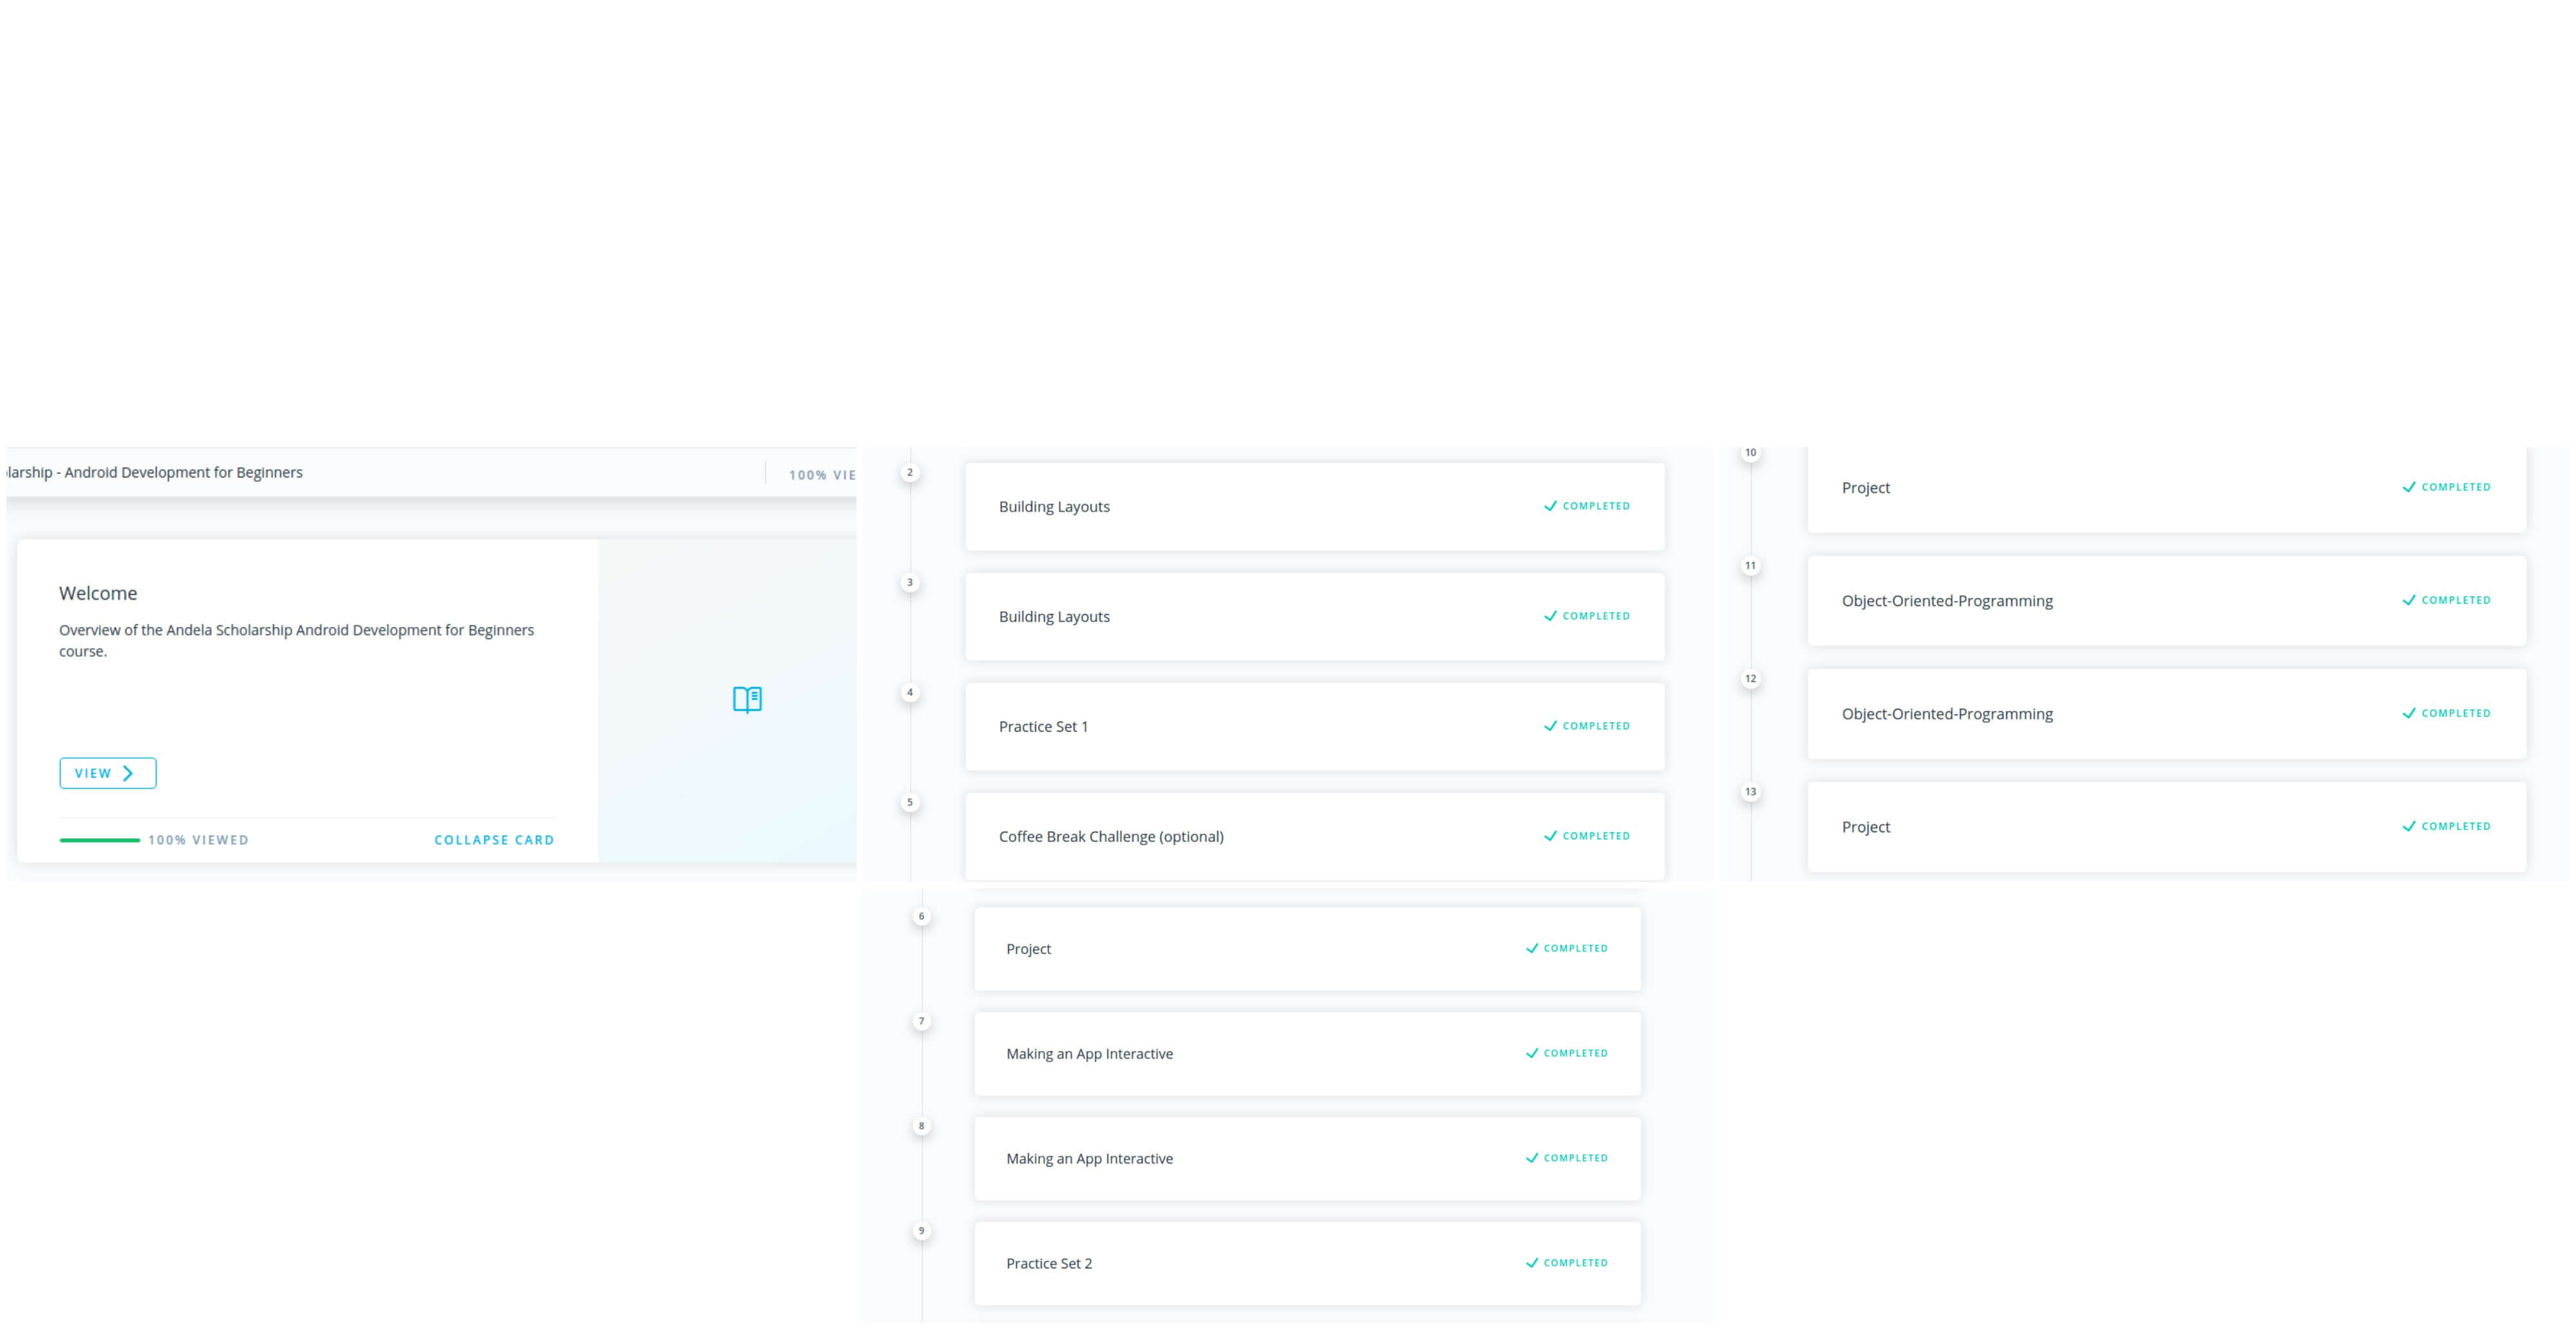 larship - Android Development for Beginners
100% VIE
Welcome
Overview of the Andela Scholarship Android Development for Beginners
course.
VIEW
100% VIEWED
COLLAPSE CARD
2
Building Layouts
COMPLETED
3
Building Layouts
COMPLETED
4
Practice Set 1
COMPLETED
5
Coffee Break Challenge (optional)
COMPLETED
6
Project
COMPLETED
7
Making an App Interactive
COMPLETED
8
Making an App Interactive
COMPLETED
9
Practice Set 2
COMPLETED
10
Project
COMPLETED
11
Object-Oriented-Programming
COMPLETED
12
Object-Oriented-Programming
COMPLETED
13
Project
COMPLETED